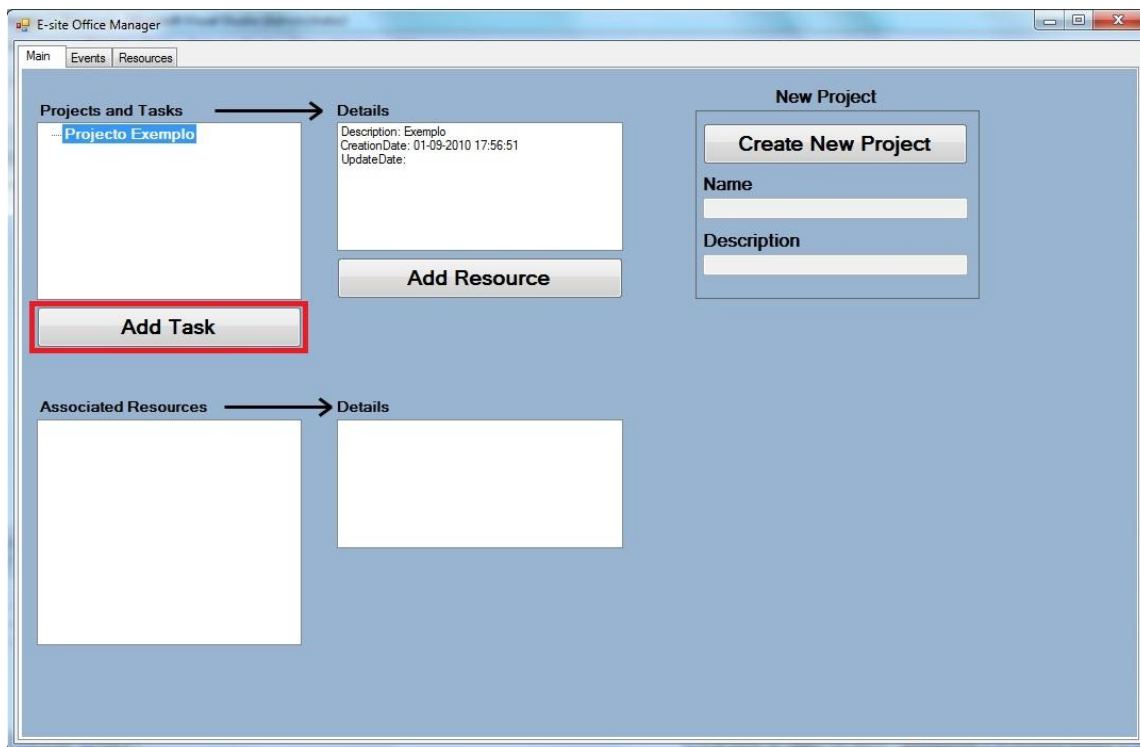 E-site Office Manager
Main Events Resources
Projects and Tasks
Projecto Exemplo
Add Task
Details
Description: Exemplo
CreationDate: 01-09-2010 17:56:51
UpdateDate:
Add Resource
New Project
Create New Project
Name
Description
Associated Resources
Details